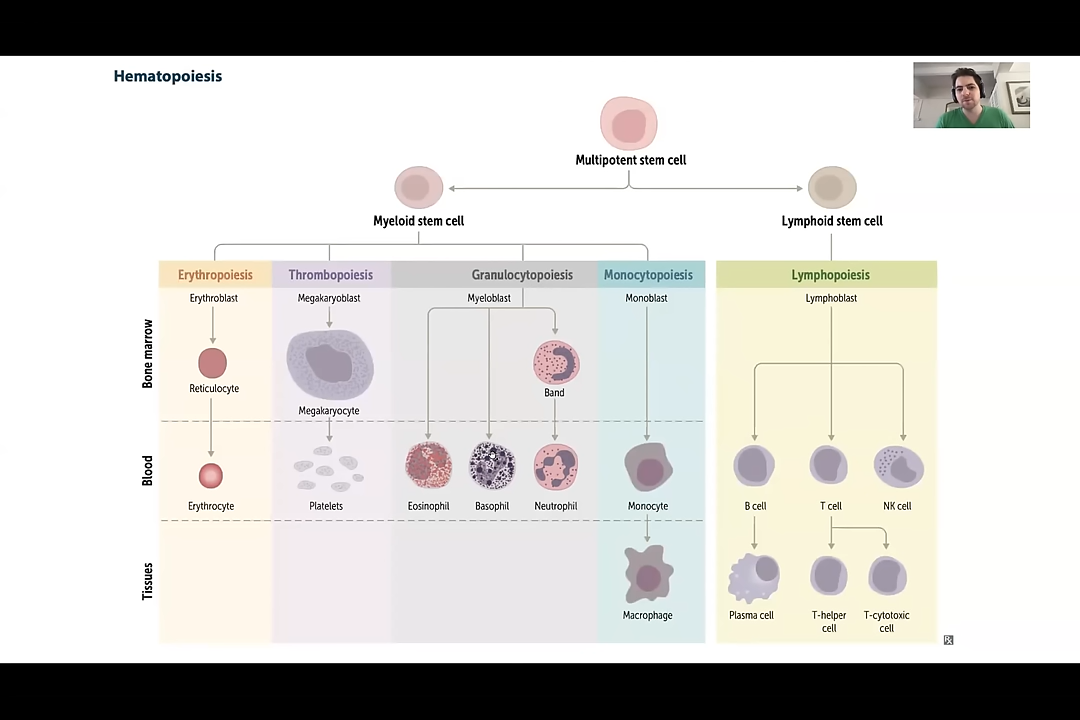 Hematopoiesis
Multipotent stem cell
Myeloid stem cell
Lymphoid stem cell
Erythropoiesis
Thrombopoiesis
Granulocytopoiesis
Monocytopoiesis
Lymphopoiesis
Erythroblast
Megakaryoblast
Myeloblast
Monoblast
Lymphoblast
Bone marrow
Reticulocyte
Band
Megakaryocyte
Blood
Erythrocyte
Platelets
Eosinophil
Basophil
Neutrophil
Monocyte
B cell
T cell
NK cell
Tissues
Macrophage
Plasma cell
T-helper
cell
T-cytotoxic
cell
Rx